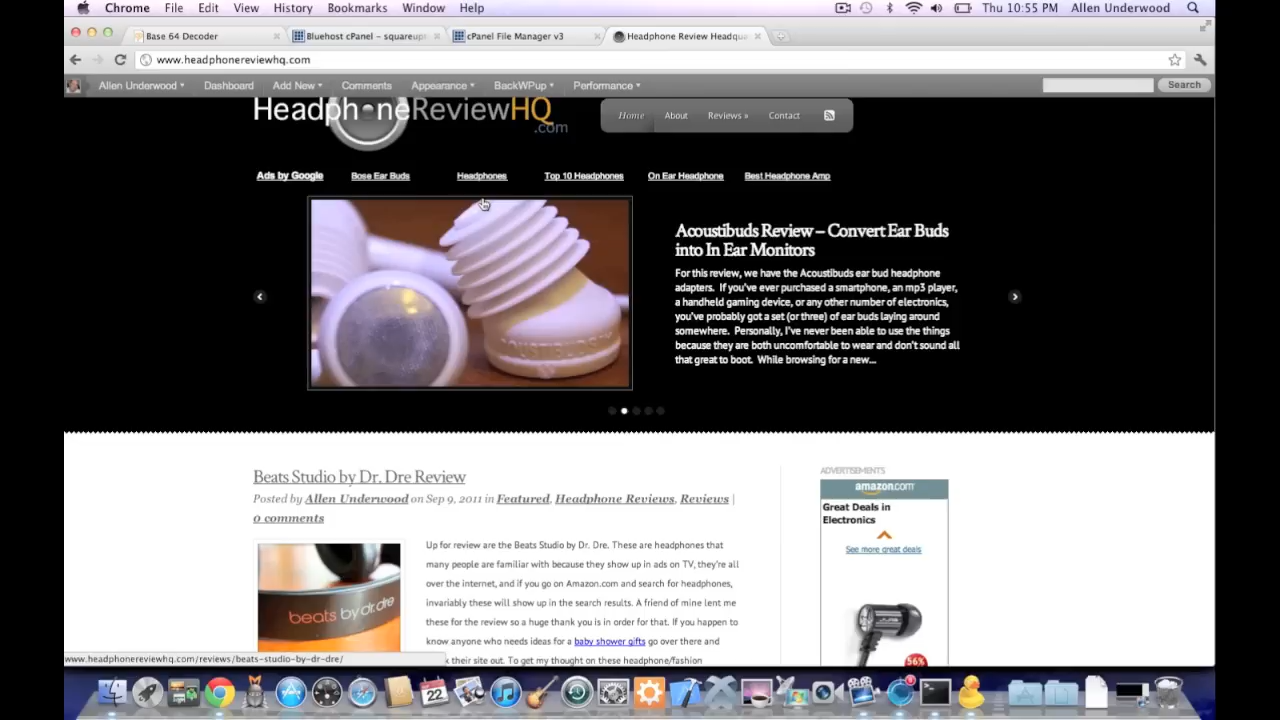 Chrome File Edit View History Bookmarks Window Help Thu 10:55 PM Allen Underwood
Base 64 Decoder Bluehost cPanel – squareup cPanel File Manager v3 Headphone Review Headqua
www.headphonereviewhq.com
Allen Underwood Dashboard Add New Comments Appearance BackWPup Performance Search
HeadphoneReviewHQ
.com
Home About Reviews » Contact
Ads by Google Bose Ear Buds Headphones Top 10 Headphones On Ear Headphone Best Headphone Amp
Acoustibuds Review – Convert Ear Buds
into In Ear Monitors
For this review, we have the Acoustibuds ear bud headphone
adapters. If you've ever purchased a smartphone, an mp3 player,
a handheld gaming device, or any other number of electronics,
you've probably got a set (or three) of ear buds laying around
somewhere. Personally, I've never been able to use the things
because they are both uncomfortable to wear and don't sound all
that great to boot. While browsing for a new...
Beats Studio by Dr. Dre Review
Posted by Allen Underwood on Sep 9, 2011 in Featured, Headphone Reviews, Reviews |
0 comments
beats by dr. dre
Up for review are the Beats Studio by Dr. Dre. These are headphones that
many people are familiar with because they show up in ads on TV, they're all
over the internet, and if you go on Amazon.com and search for headphones,
invariably these will show up in the search results. A friend of mine lent me
these for the review so a huge thank you is in order for that. If you happen to
know anyone who needs ideas for a baby shower gifts go over there and
their site out. To get my thought on these headphone/fashion
ADVERTISEMENTS
amazon.com
Great Deals in
Electronics
See more great deals
56%
www.headphonereviewhq.com/reviews/beats-studio-by-dr-dre/
22